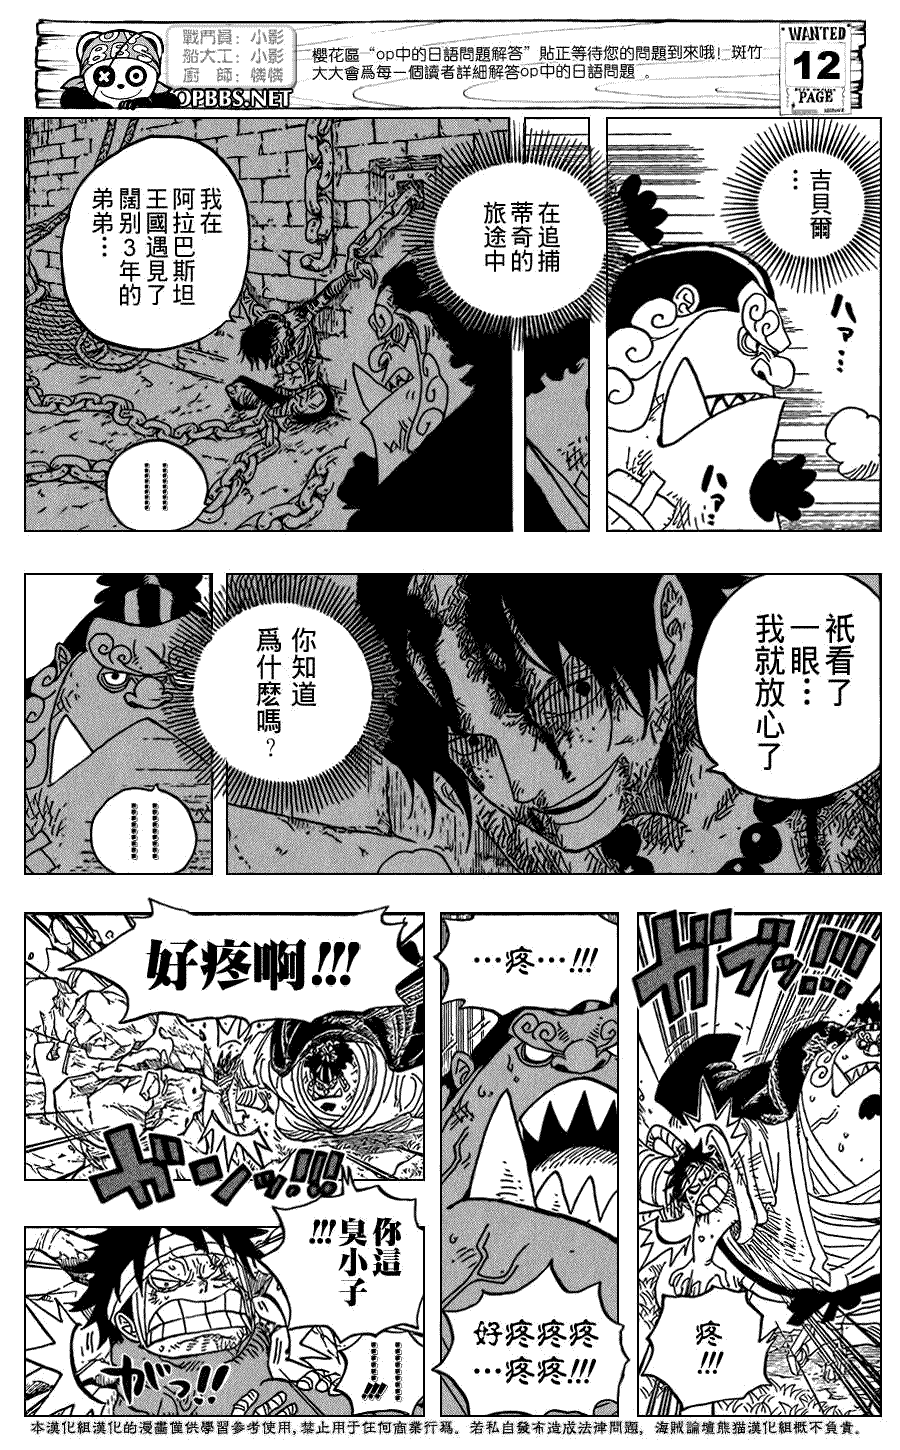 戰鬥員：小影
船大工：小影
廚　師：憐憐
OPBBS.NET
櫻花區“op中的日語問題解答”貼正等待您的問題到來哦！斑竹
大大會爲每一個讀者詳細解答op中的日語問題 。
WANTED
12
PAGE
吉貝爾
…
ハァ…
ハァ…
在追捕
蒂奇的
旅途中
我在
阿拉巴斯坦
王國遇見了
闊别3年的
弟弟…
衹看了
一眼…
我就放心了
你知道
爲什麽嗎?
ガブッ!!!
疼
!!!
…疼…!!!
好疼疼疼
…疼疼!!!
好疼啊!!!
ガンッ!!!
你這
臭小子
!!!
がっ!!
本漢化組漢化的漫畫僅供學習參考使用,禁止用于任何商業行爲。若私自發布造成法律問題，海賊論壇熊猫漢化組概不負責。